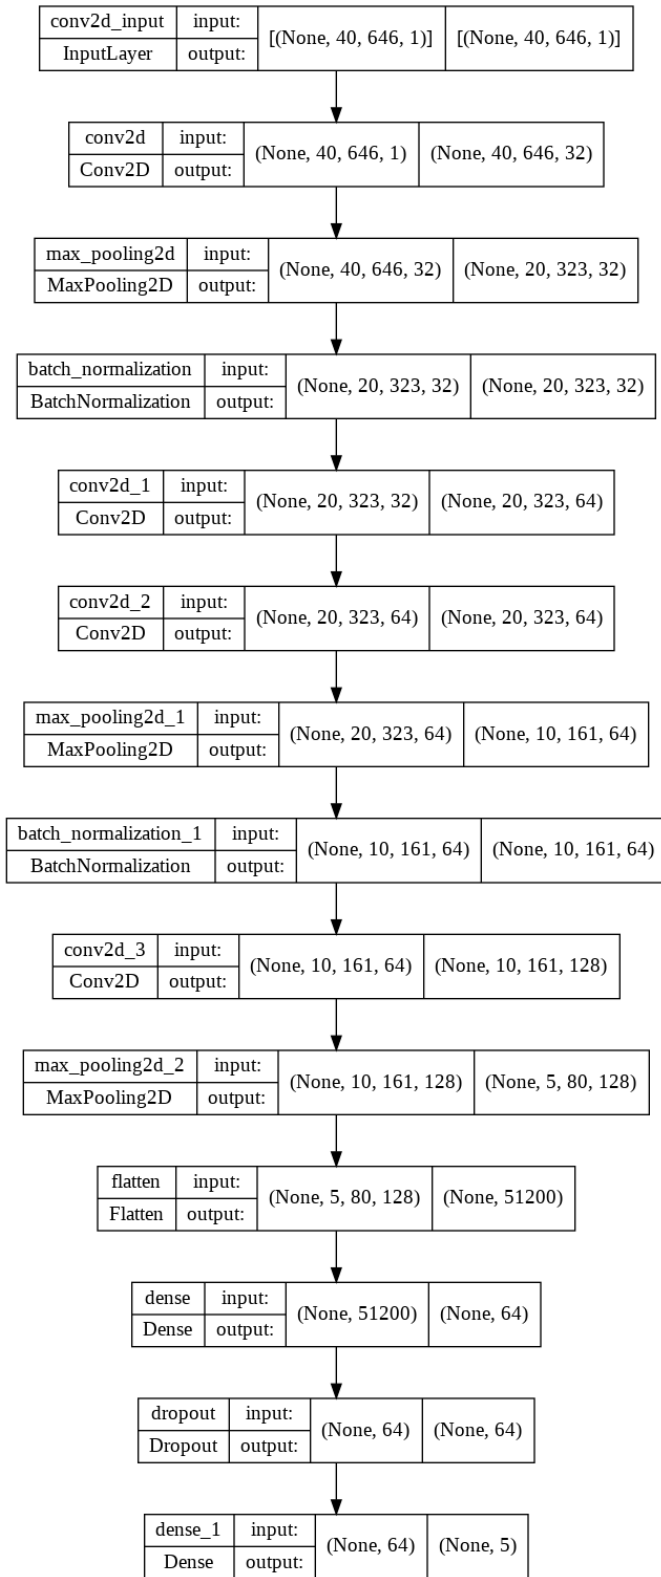 conv2d_input input: [(None, 40, 646, 1)] [(None, 40, 646, 1)]
InputLayer output:
conv2d input: (None, 40, 646, 1) (None, 40, 646, 32)
Conv2D output:
max_pooling2d input: (None, 40, 646, 32) (None, 20, 323, 32)
MaxPooling2D output:
batch_normalization input: (None, 20, 323, 32) (None, 20, 323, 32)
BatchNormalization output:
conv2d_1 input: (None, 20, 323, 32) (None, 20, 323, 64)
Conv2D output:
conv2d_2 input: (None, 20, 323, 64) (None, 20, 323, 64)
Conv2D output:
max_pooling2d_1 input: (None, 20, 323, 64) (None, 10, 161, 64)
MaxPooling2D output:
batch_normalization_1 input: (None, 10, 161, 64) (None, 10, 161, 64)
BatchNormalization output:
conv2d_3 input: (None, 10, 161, 64) (None, 10, 161, 128)
Conv2D output:
max_pooling2d_2 input: (None, 10, 161, 128) (None, 5, 80, 128)
MaxPooling2D output:
flatten input: (None, 5, 80, 128) (None, 51200)
Flatten output:
dense input: (None, 51200) (None, 64)
Dense output:
dropout input: (None, 64) (None, 64)
Dropout output:
dense_1 input: (None, 64) (None, 5)
Dense output: